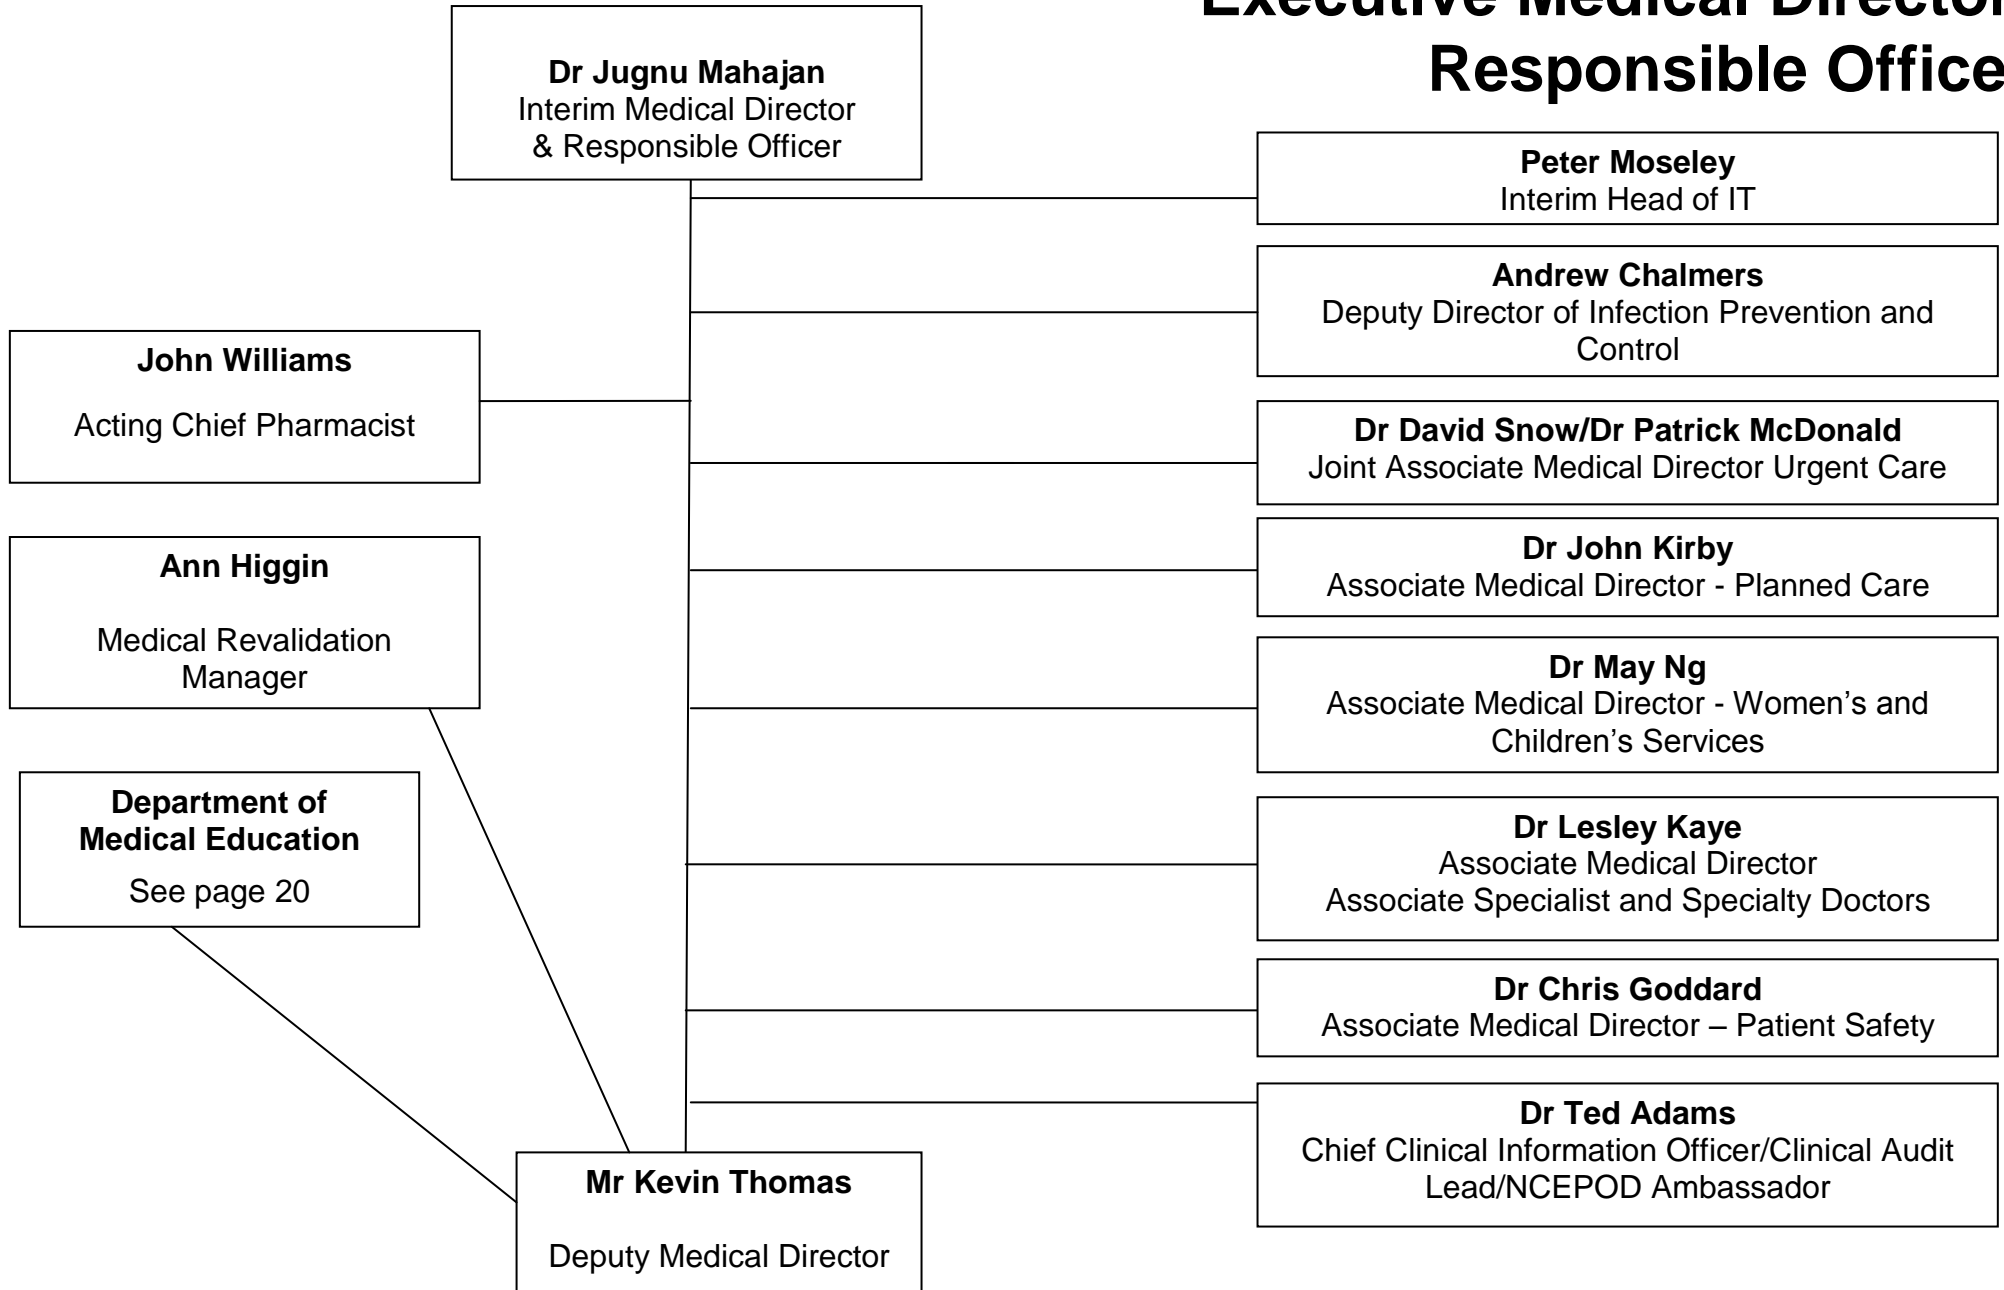 Executive Medical Director
Responsible Office
Dr Jugnu Mahajan
Interim Medical Director
& Responsible Officer
Peter Moseley
Interim Head of IT
Andrew Chalmers
Deputy Director of Infection Prevention and
Control
John Williams
Acting Chief Pharmacist
Dr David Snow/Dr Patrick McDonald
Joint Associate Medical Director Urgent Care
Ann Higgin
Medical Revalidation
Manager
Dr John Kirby
Associate Medical Director - Planned Care
Dr May Ng
Associate Medical Director - Women’s and
Children’s Services
Department of
Medical Education
See page 20
Dr Lesley Kaye
Associate Medical Director
Associate Specialist and Specialty Doctors
Dr Chris Goddard
Associate Medical Director – Patient Safety
Dr Ted Adams
Chief Clinical Information Officer/Clinical Audit
Lead/NCEPOD Ambassador
Mr Kevin Thomas
Deputy Medical Director